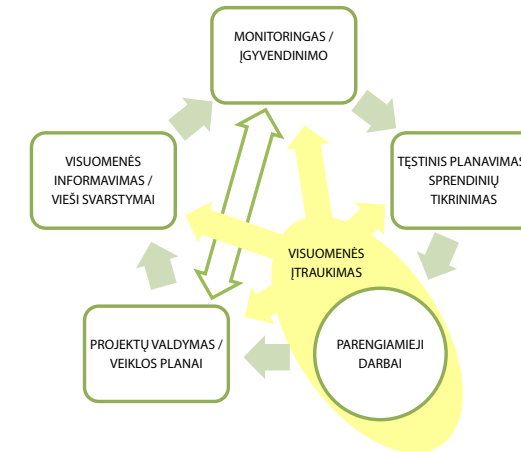 MONITORINGAS /
ĮGYVENDINIMO
VISUOMENĖS
INFORMAVIMAS /
VIEŠI SVARSTYMAI
TĘSTINIS PLANAVIMAS
SPRENDINIŲ
TIKRINIMAS
VISUOMENĖS
ĮTRAUKIMAS
PROJEKTŲ VALDYMAS /
VEIKLOS PLANAI
PARENGIAMIEJI
DARBAI